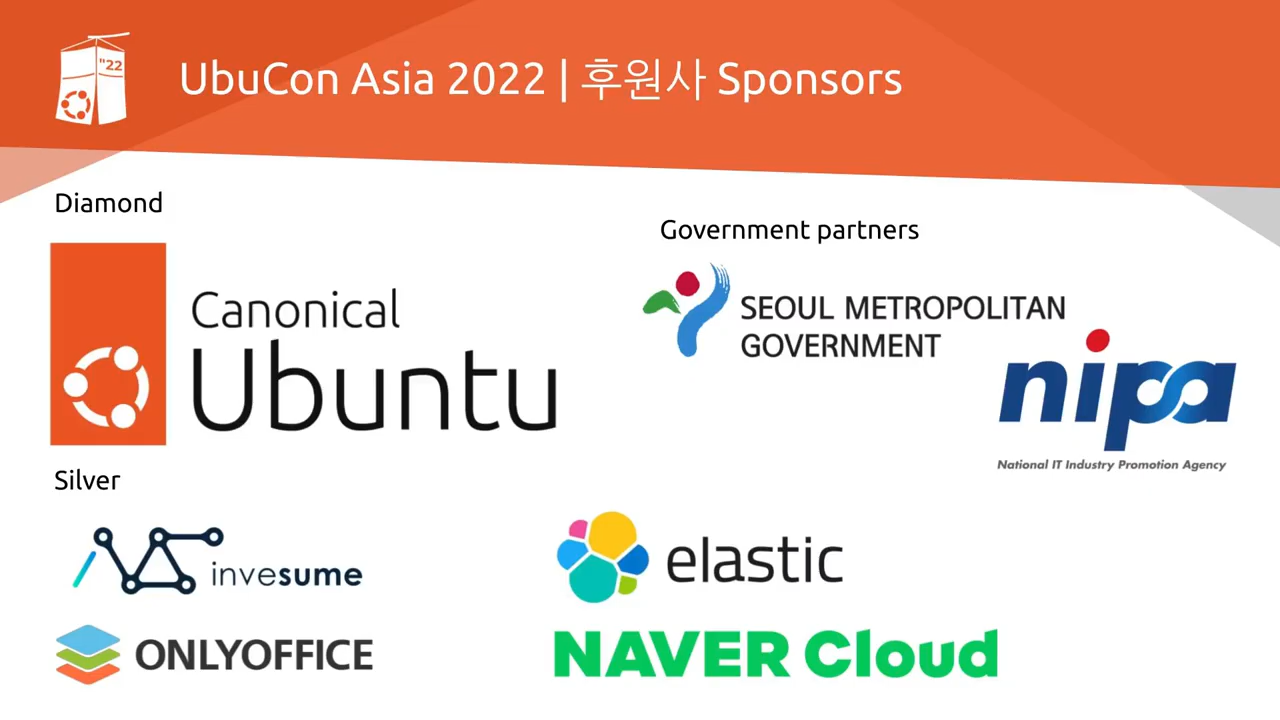 "22
UbuCon Asia 2022 | 후원사 Sponsors
Diamond
Canonical
Ubuntu
Government partners
SEOUL METROPOLITAN
GOVERNMENT
nipa
National IT Industry Promotion Agency
Silver
invesume
elastic
ONLYOFFICE
NAVER Cloud